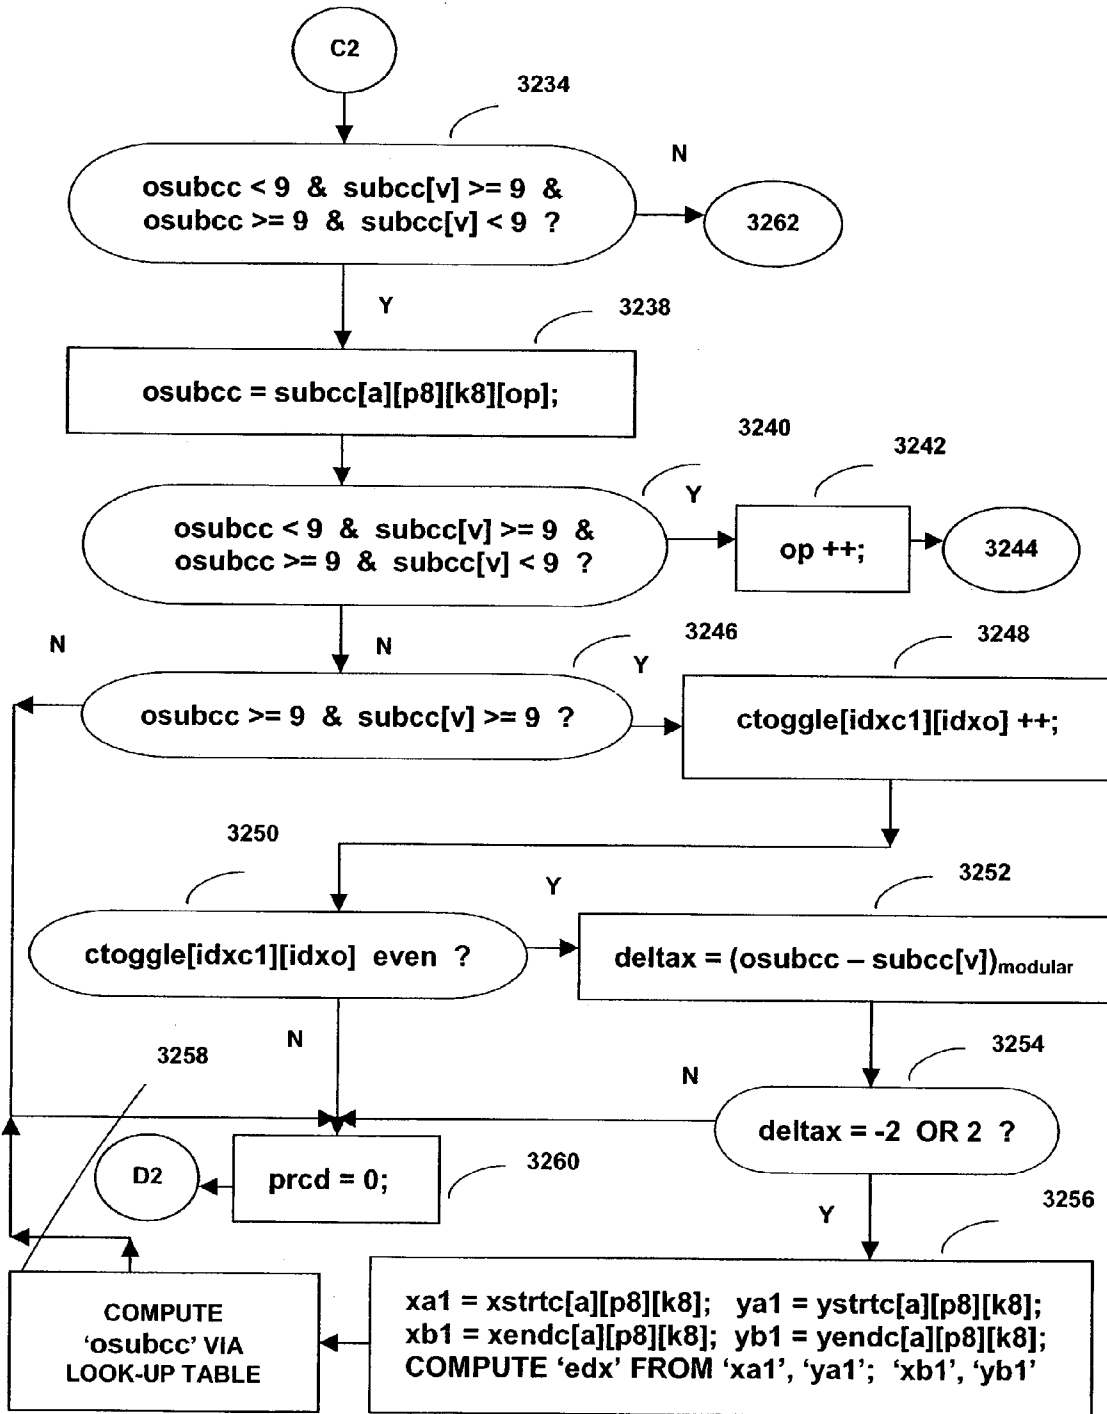 C2
3234
osubcc < 9 & subcc[v] >= 9 &
osubcc >= 9 & subcc[v] < 9 ?
N
3262
Y
3238
osubcc = subcc[a][p8][k8][op];
3240
3242
osubcc < 9 & subcc[v] >= 9 &
osubcc >= 9 & subcc[v] < 9 ?
Y
op ++;
3244
N
N
3246
3248
osubcc >= 9 & subcc[v] >= 9 ?
Y
ctoggle[idxc1][idxo] ++;
3250
3252
ctoggle[idxc1][idxo] even ?
Y
deltax = (osubcc – subcc[v])modular
N
3258
3254
N
deltax = -2 OR 2 ?
D2
prcd = 0;
3260
Y
3256
COMPUTE
‘osubcc’ VIA
LOOK-UP TABLE
xa1 = xstrtc[a][p8][k8]; ya1 = ystrtc[a][p8][k8];
xb1 = xendc[a][p8][k8]; yb1 = yendc[a][p8][k8];
COMPUTE ‘edx’ FROM ‘xa1’, ‘ya1’; ‘xb1’, ‘yb1’